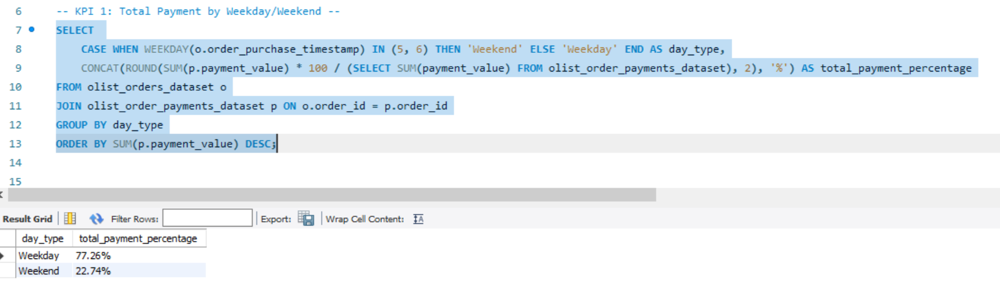 6 -- KPI 1: Total Payment by Weekday/Weekend --
7 SELECT
8 CASE WHEN WEEKDAY(o.order_purchase_timestamp) IN (5, 6) THEN 'Weekend' ELSE 'Weekday' END AS day_type,
9 CONCAT(ROUND(SUM(p.payment_value) * 100 / (SELECT SUM(payment_value) FROM olist_order_payments_dataset), 2), '%') AS total_payment_percentage
10 FROM olist_orders_dataset o
11 JOIN olist_order_payments_dataset p ON o.order_id = p.order_id
12 GROUP BY day_type
13 ORDER BY SUM(p.payment_value) DESC;
14
15
Result Grid Filter Rows: Export: Wrap Cell Content:
day_type total_payment_percentage
Weekday 77.26%
Weekend 22.74%